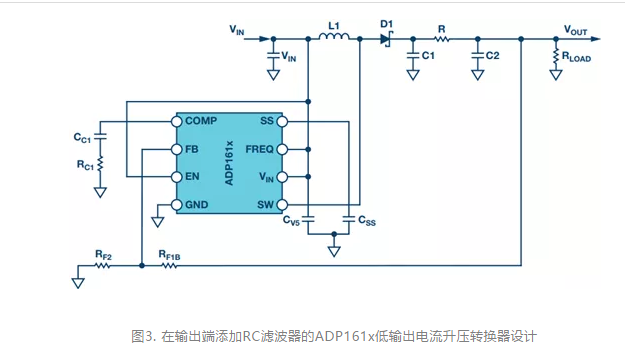 VIN L1 D1 R VOUT
VIN C1 C2 RLOAD
COMP SS
CC1
FB FREQ
RC1
ADP161x
EN VIN
GND SW
CV5 CSS
RF2 RF1B
图3. 在输出端添加RC滤波器的ADP161x低输出电流升压转换器设计